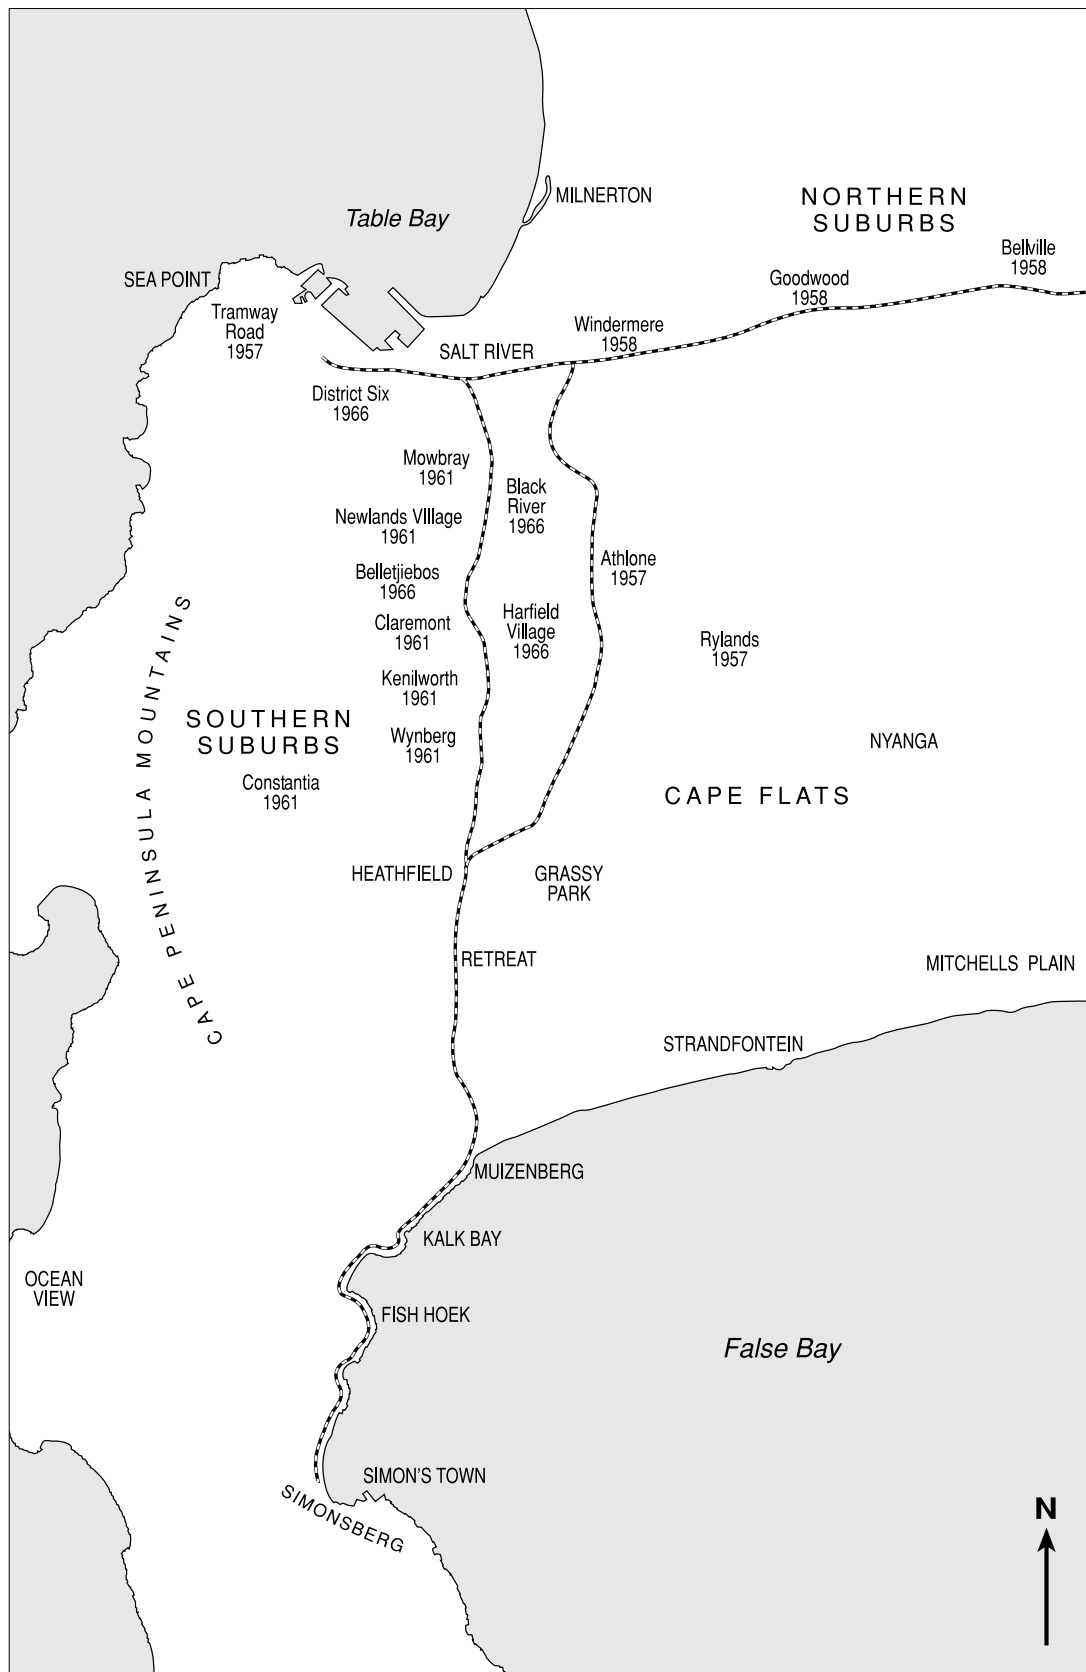 NORTHERN
SUBURBS
MILNERTON
Table Bay
Bellville
1958
SEA POINT
Goodwood
1958
Tramway
Road
1957
Windermere
1958
SALT RIVER
District Six
1966
Mowbray
1961
Black
River
1966
Newlands VIllage
1961
Athlone
1957
Belletjiebos
1966
Claremont
1961
Harfield
Village
1966
Rylands
1957
CAPE PENINSULA MOUNTAINS
Kenilworth
1961
SOUTHERN
SUBURBS
Wynberg
1961
NYANGA
Constantia
1961
CAPE FLATS
HEATHFIELD
GRASSY
PARK
RETREAT
MITCHELLS PLAIN
STRANDFONTEIN
MUIZENBERG
KALK BAY
OCEAN
VIEW
FISH HOEK
False Bay
SIMON'S TOWN
SIMONSBERG
N